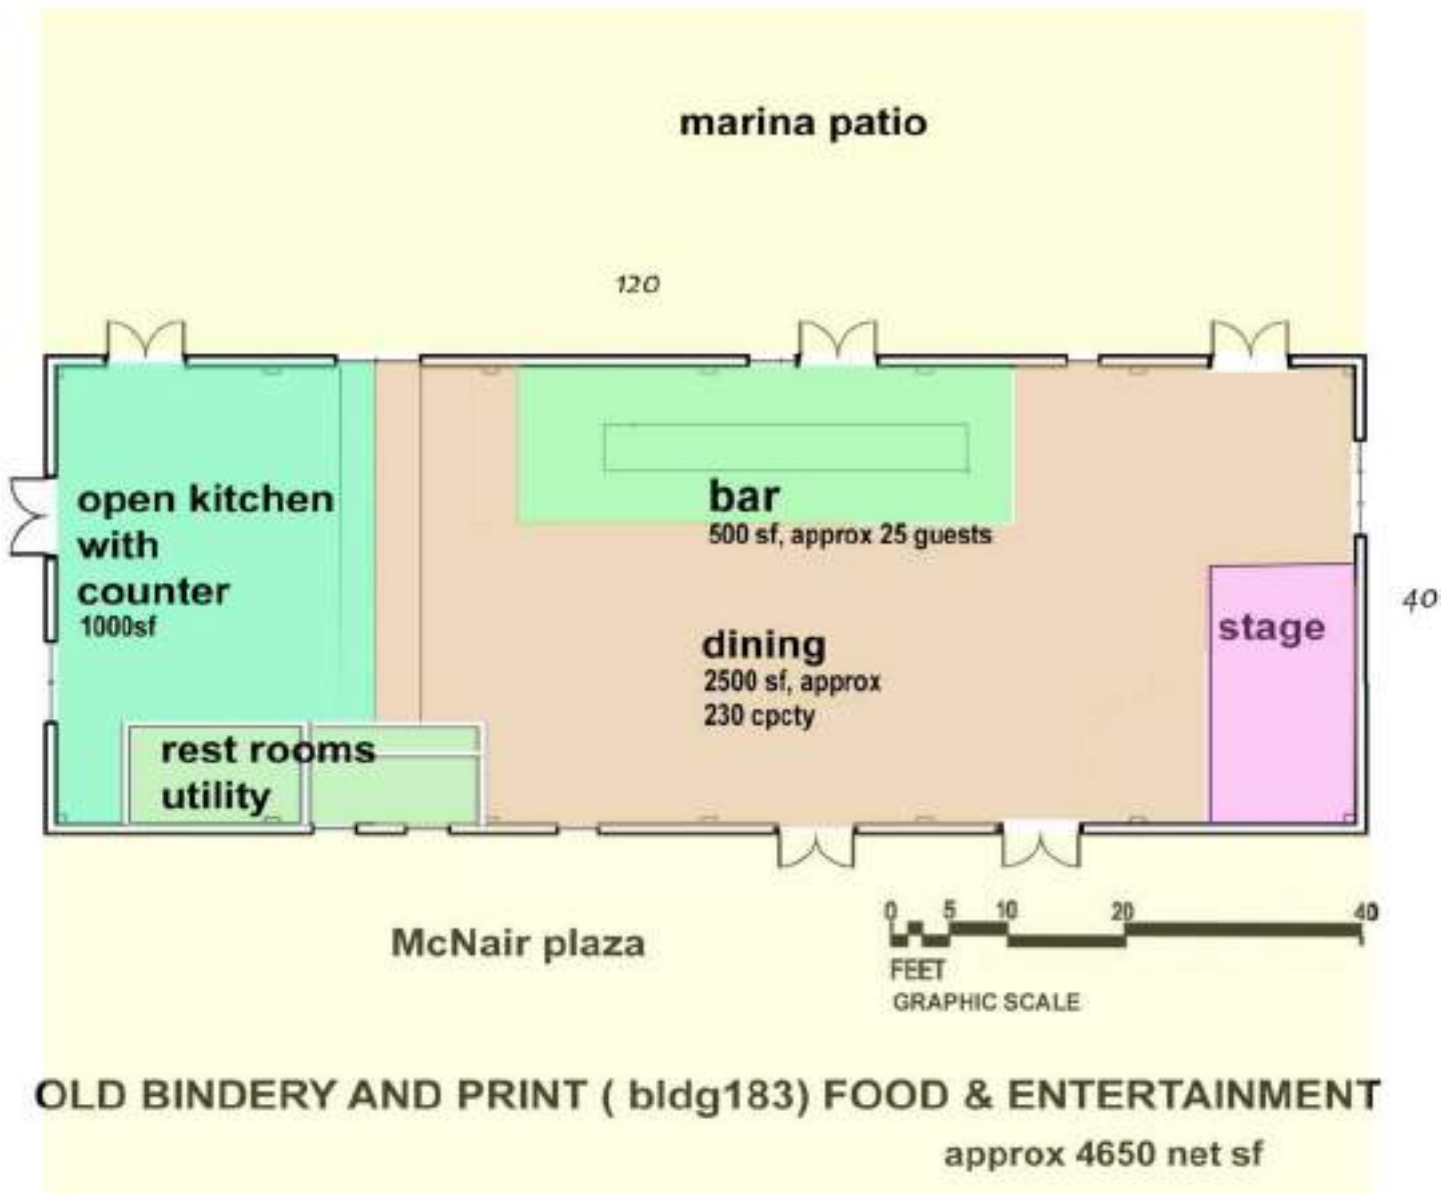 marina patio
120
open kitchen
with
counter
1000sf
bar
500 sf, approx 25 guests
40
stage
dining
2500 sf, approx
230 cpcty
rest rooms
utility
McNair plaza
0 5 10 20 40
FEET
GRAPHIC SCALE
OLD BINDERY AND PRINT ( bldg183) FOOD & ENTERTAINMENT
approx 4650 net sf